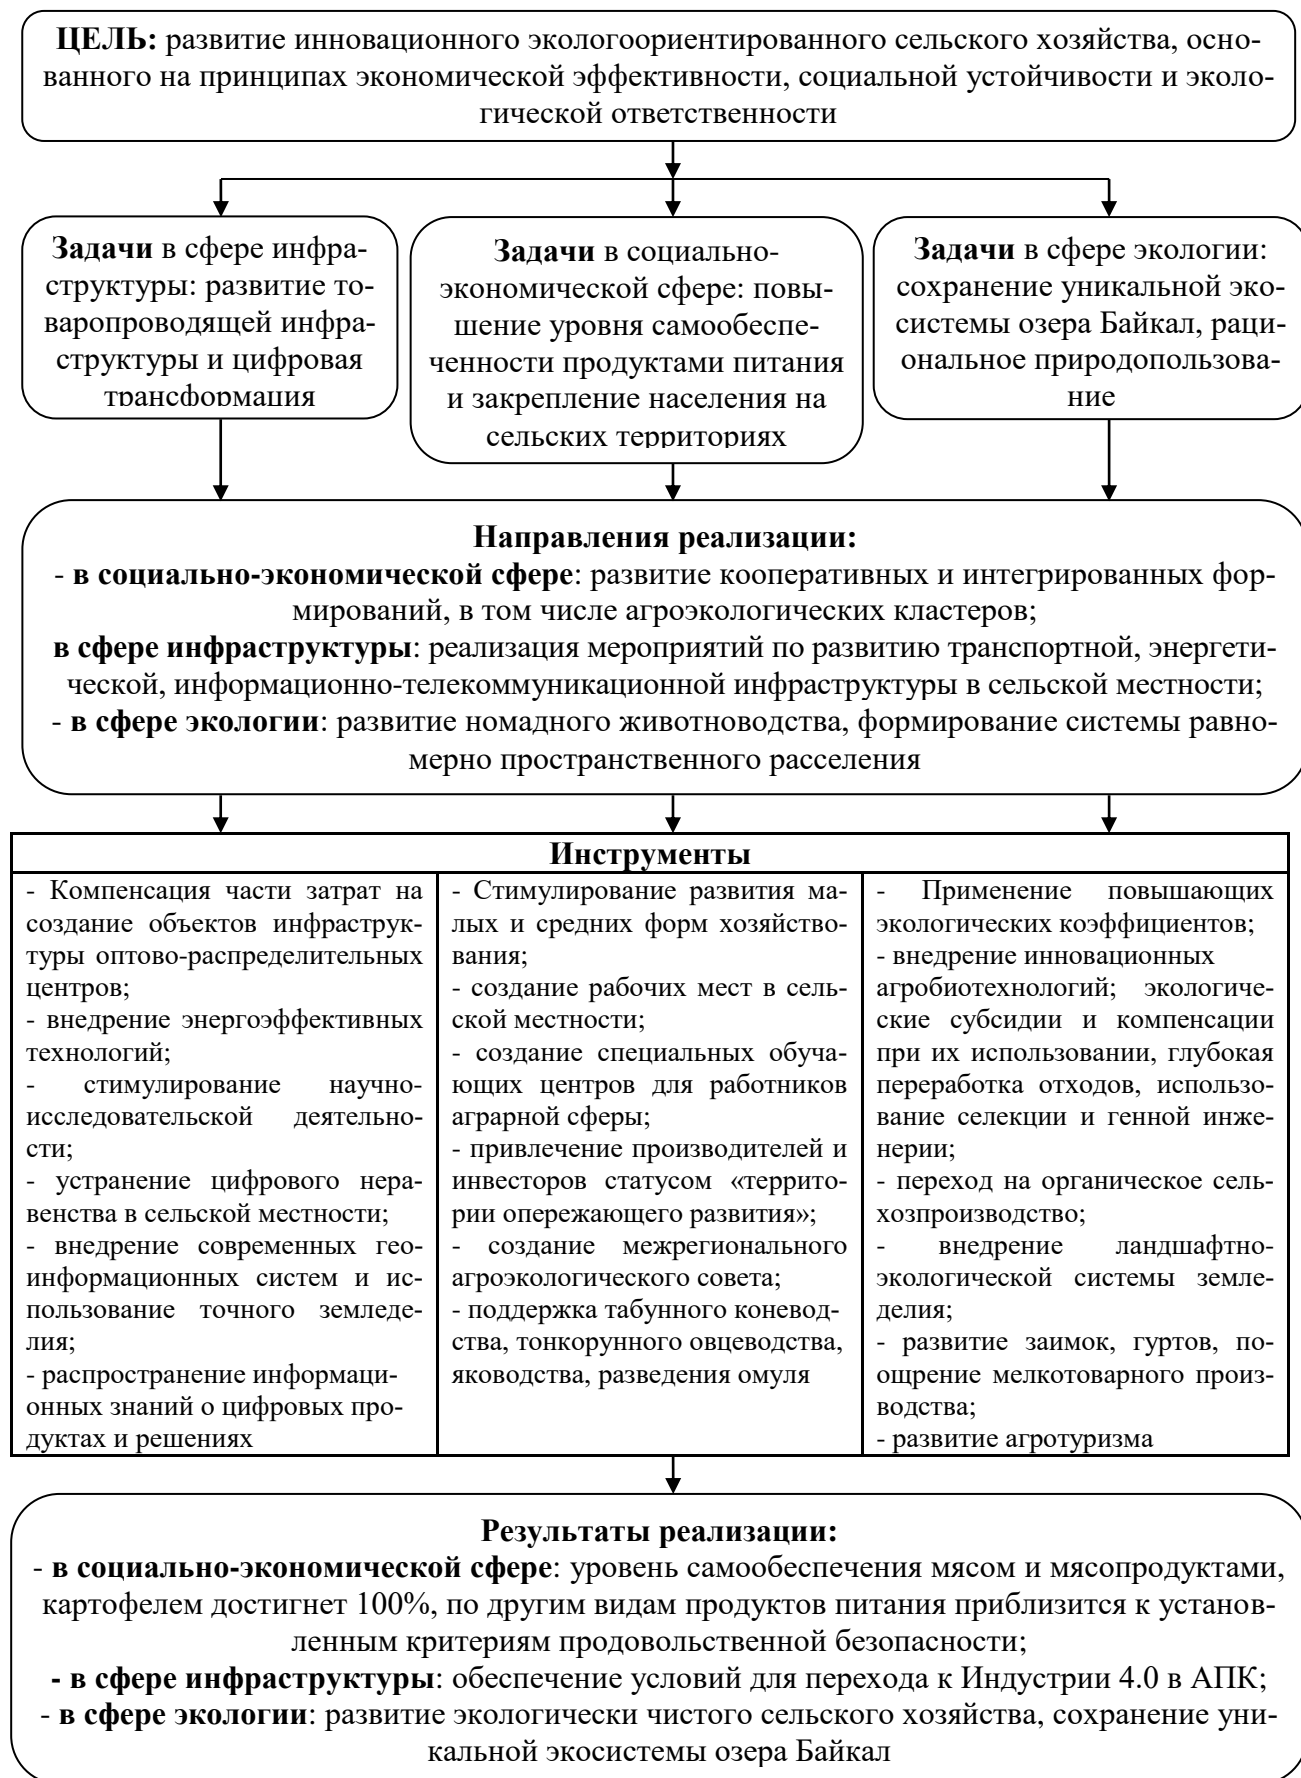 ЦЕЛЬ: развитие инновационного экологоориентированного сельского хозяйства, осно-
ванного на принципах экономической эффективности, социальной устойчивости и эколо-
гической ответственности
Задачи в сфере инфра-
структуры: развитие то-
варопроводящей инфра-
структуры и цифровая
трансформация
Задачи в социально-
экономической сфере: повы-
шение уровня самообеспе-
ченности продуктами питания
и закрепление населения на
сельских территориях
Задачи в сфере экологии:
сохранение уникальной эко-
системы озера Байкал, раци-
ональное природопользова-
ние
Направления реализации:
- в социально-экономической сфере: развитие кооперативных и интегрированных фор-
мирований, в том числе агроэкологических кластеров;
в сфере инфраструктуры: реализация мероприятий по развитию транспортной, энергети-
ческой, информационно-телекоммуникационной инфраструктуры в сельской местности;
- в сфере экологии: развитие номадного животноводства, формирование системы равно-
мерно пространственного расселения
Инструменты
- Компенсация части затрат на
создание объектов инфраструк-
туры оптово-распределительных
центров;
- внедрение энергоэффективных
технологий;
- стимулирование научно-
исследовательской деятельно-
сти;
- устранение цифрового нера-
венства в сельской местности;
- внедрение современных гео-
информационных систем и ис-
пользование точного земледе-
лия;
- распространение информаци-
онных знаний о цифровых про-
дуктах и решениях
- Стимулирование развития ма-
лых и средних форм хозяйство-
вания;
- создание рабочих мест в сель-
ской местности;
- создание специальных обуча-
ющих центров для работников
аграрной сферы;
- привлечение производителей и
инвесторов статусом «террито-
рии опережающего развития»;
- создание межрегионального
агроэкологического совета;
- поддержка табунного коневод-
ства, тонкорунного овцеводства,
яководства, разведения омуля
- Применение повышающих
экологических коэффициентов;
- внедрение инновационных
агробиотехнологий; экологиче-
ские субсидии и компенсации
при их использовании, глубокая
переработка отходов, использо-
вание селекции и генной инже-
нерии;
- переход на органическое сель-
хозпроизводство;
- внедрение ландшафтно-
экологической системы земле-
делия;
- развитие заимок, гуртов, по-
ощрение мелкотоварного произ-
водства;
- развитие агротуризма
Результаты реализации:
- в социально-экономической сфере: уровень самообеспечения мясом и мясопродуктами,
картофелем достигнет 100%, по другим видам продуктов питания приблизится к установ-
ленным критериям продовольственной безопасности;
- в сфере инфраструктуры: обеспечение условий для перехода к Индустрии 4.0 в АПК;
- в сфере экологии: развитие экологически чистого сельского хозяйства, сохранение уни-
кальной экосистемы озера Байкал